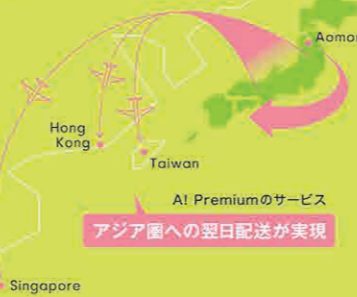 Aomor
Hong
Kong
Taiwan
A! Premiumのサービス
アジア圏への翌日配送が実現
Singapore